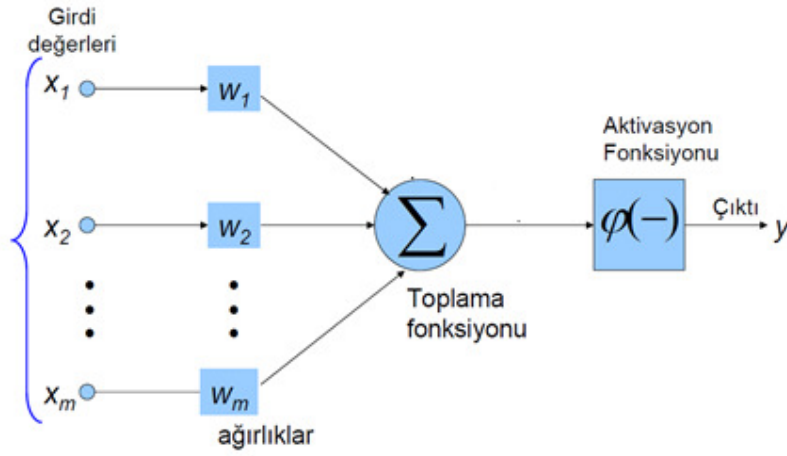 Girdi
değerleri
x1
w1
Aktivasyon
Fonksiyonu
x2
w2
∑
φ(−)
Çıktı
y
Toplama
fonksiyonu
xm
wm
ağırlıklar